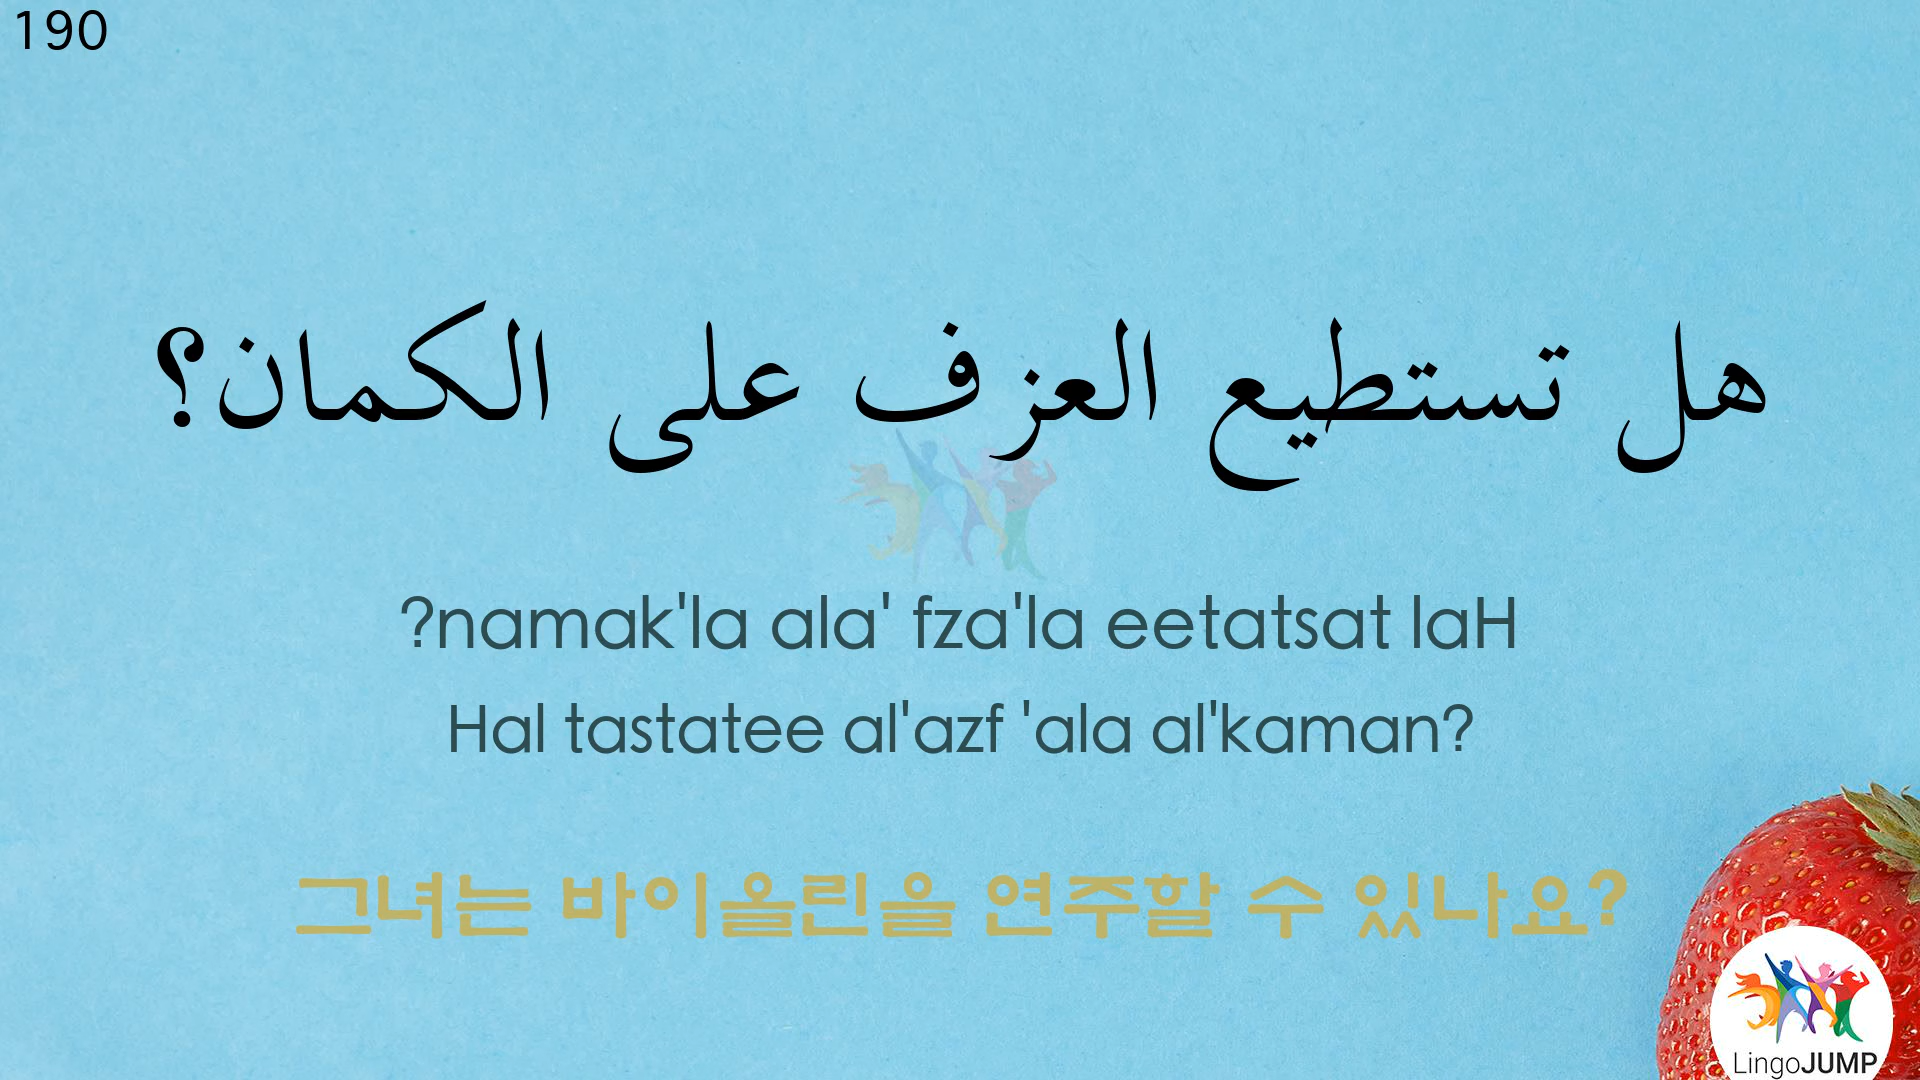 190
هل تستطيع العزف على الكمان؟
?namak'la ala' fza'la eetatsat laH
Hal tastatee al'azf 'ala al'kaman?
그녀는 바이올린을 연주할 수 있나요?
LingoJUMP